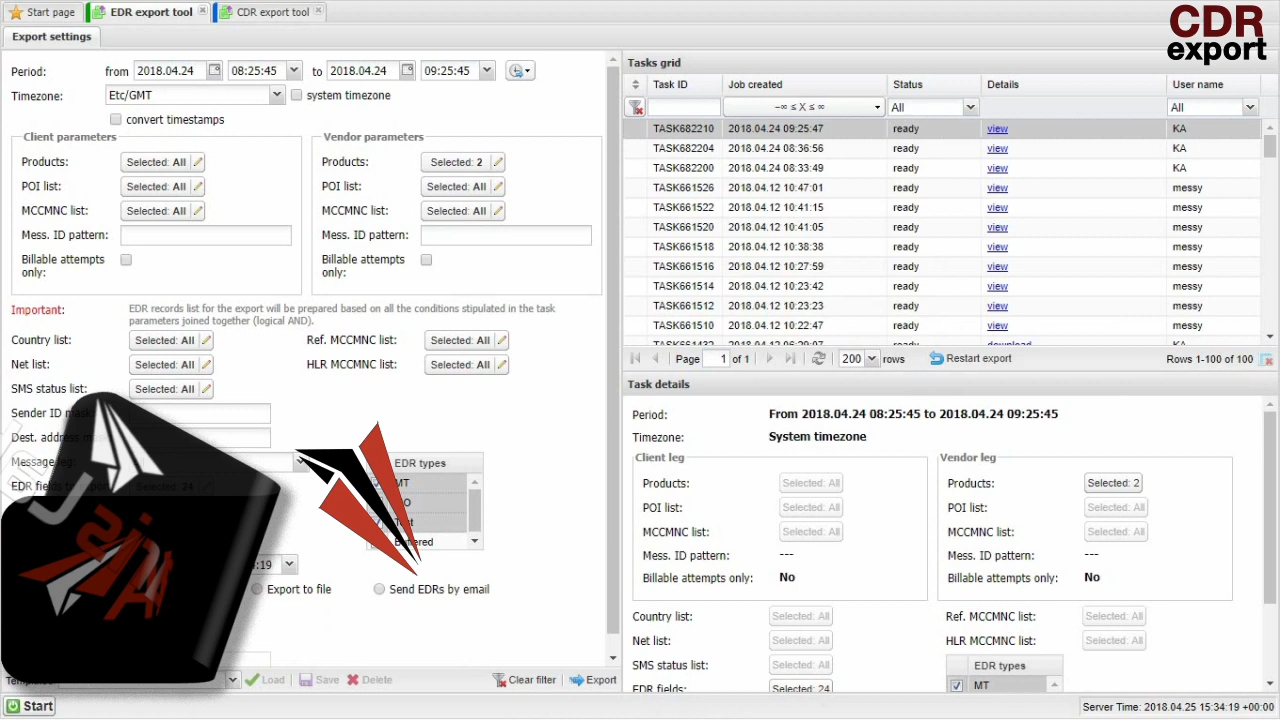 Start page
EDR export tool
CDR export tool
CDR
export
Export settings
Period:
from
2018.04.24
08:25:45
to
2018.04.24
09:25:45
Timezone:
Etc/GMT
system timezone
convert timestamps
Client parameters
Products:
Selected: All
POI list:
Selected: All
MCCMNC list:
Selected: All
Mess. ID pattern:
Billable attempts
only:
Vendor parameters
Products:
Selected: 2
POI list:
Selected: All
MCCMNC list:
Selected: All
Mess. ID pattern:
Billable attempts
only:
Important:
EDR records list for the export will be prepared based on all the conditions stipulated in the task
parameters joined together (logical AND).
Country list:
Selected: All
Ref. MCCMNC list:
Selected: All
Net list:
Selected: All
HLR MCCMNC list:
Selected: All
SMS status list:
Selected: All
Sender ID
Dest. address
Message leg:
EDR fields
Selected: 24
EDR types
MT
:19
Export to file
Send EDRs by email
Load
Save
Delete
Clear filter
Export
Tasks grid
Task ID
Job created
Status
Details
User name
−∞ ≤ X ≤ ∞
All
All
TASK682210 2018.04.24 09:25:47 ready view KA
TASK682204 2018.04.24 08:36:56 ready view KA
TASK682200 2018.04.24 08:33:49 ready view KA
TASK661526 2018.04.12 10:47:01 ready view messy
TASK661522 2018.04.12 10:41:15 ready view messy
TASK661520 2018.04.12 10:41:05 ready view messy
TASK661518 2018.04.12 10:38:38 ready view messy
TASK661516 2018.04.12 10:27:59 ready view messy
TASK661514 2018.04.12 10:23:42 ready view messy
TASK661512 2018.04.12 10:23:23 ready view messy
TASK661510 2018.04.12 10:22:47 ready view messy
Page 1 of 1
200 rows
Restart export
Rows 1-100 of 100
Task details
Period:
From 2018.04.24 08:25:45 to 2018.04.24 09:25:45
Timezone:
System timezone
Client leg
Products:
Selected: All
POI list:
Selected: All
MCCMNC list:
Selected: All
Mess. ID pattern:
---
Billable attempts only:
No
Vendor leg
Products:
Selected: 2
POI list:
Selected: All
MCCMNC list:
Selected: All
Mess. ID pattern:
---
Billable attempts only:
No
Country list:
Selected: All
Ref. MCCMNC list:
Selected: All
Net list:
Selected: All
HLR MCCMNC list:
Selected: All
SMS status list:
Selected: All
EDR types
EDR fields:
Selected: 24
MT
Start
Server Time: 2018.04.25 15:34:19 +00:00